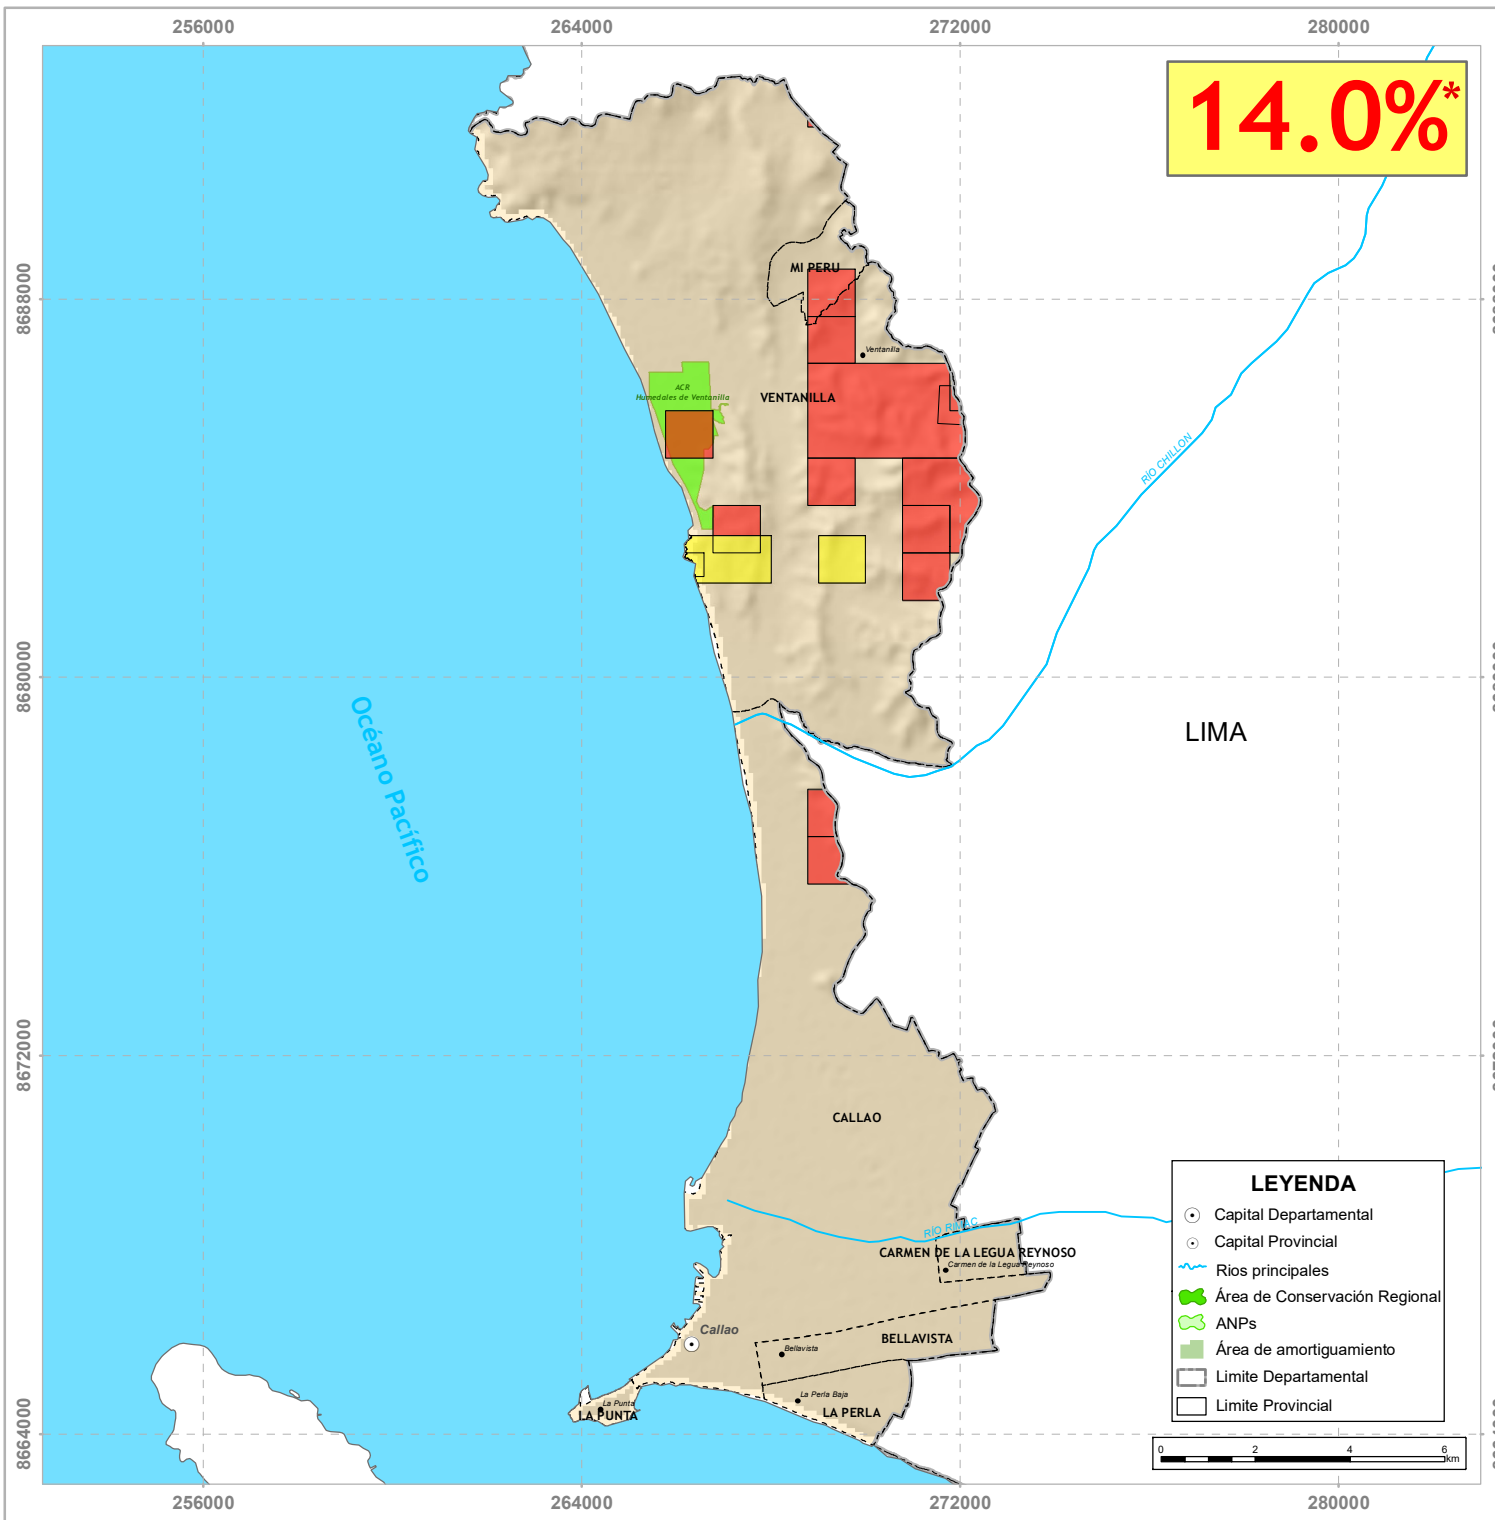 256000
264000
272000
280000
14.0%*
8688000
MI PERU
Ventanilla
ACR
Humedales de Ventanilla
VENTANILLA
RÍO CHILLON
8680000
Océano Pacífico
LIMA
8672000
CALLAO
RÍO RIMAC
CARMEN DE LA LEGUA REYNOSO
Carmen de la Legua Reynoso
Callao
BELLAVISTA
Bellavista
La Perla Baja
LA PERLA
La Punta
LA PUNTA
8664000
LEYENDA
Capital Departamental
Capital Provincial
Rios principales
Área de Conservación Regional
ANPs
Área de amortiguamiento
Limite Departamental
Limite Provincial
0 2 4 6
km
256000
264000
272000
280000